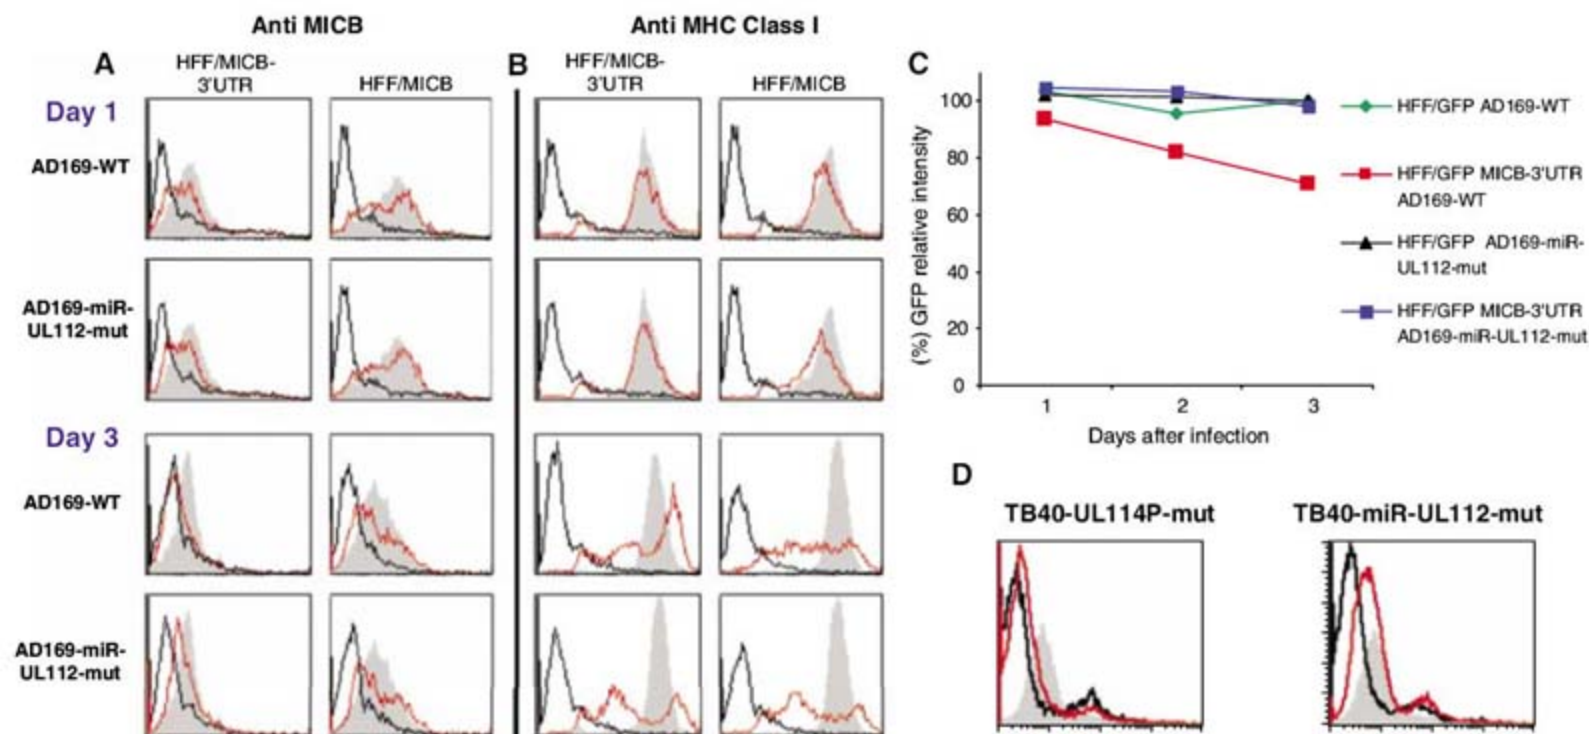 Anti MICB
Anti MHC Class I
A
HFF/MICB-
3'UTR
HFF/MICB
B
HFF/MICB-
3'UTR
HFF/MICB
Day 1
AD169-WT
AD169-miR-
UL112-mut
Day 3
AD169-WT
AD169-miR-
UL112-mut
C
(%) GFP relative intensity
100
80
60
40
20
0
1 2 3
Days after infection
HFF/GFP AD169-WT
HFF/GFP MICB-3'UTR
AD169-WT
HFF/GFP AD169-miR-
UL112-mut
HFF/GFP MICB-3'UTR
AD169-miR-UL112-mut
D
TB40-UL114P-mut
TB40-miR-UL112-mut